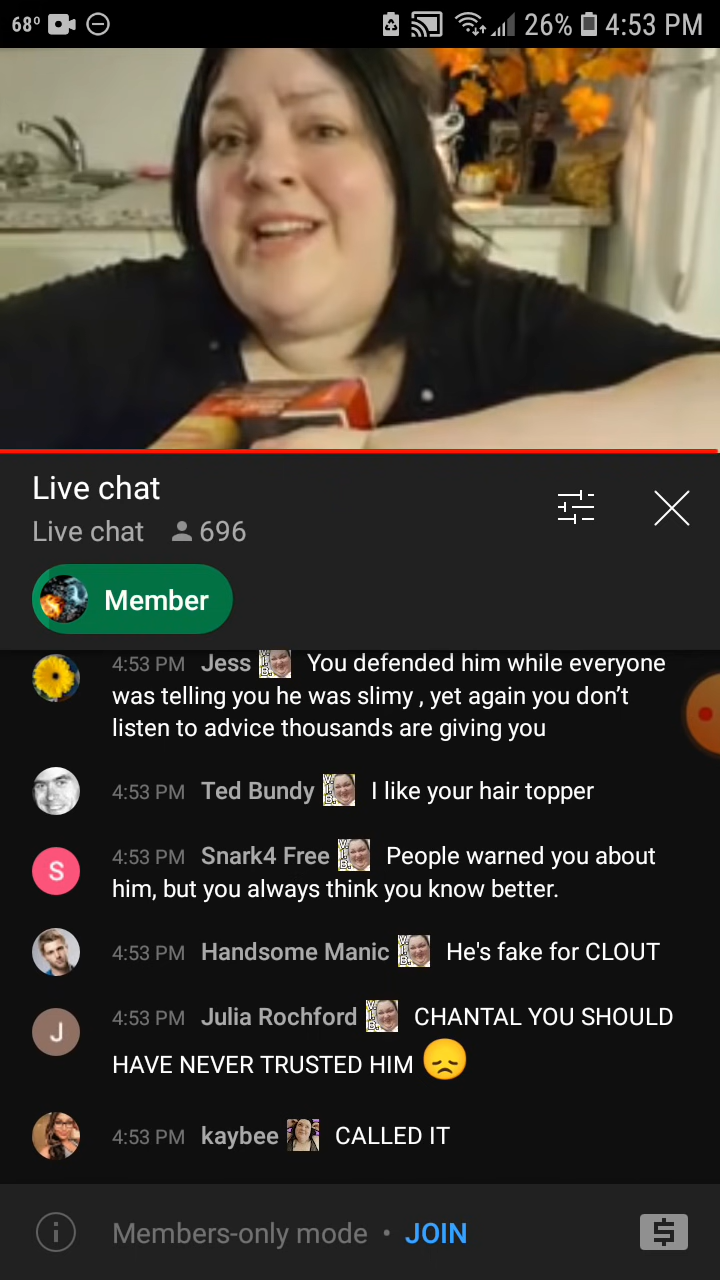 68° 26% 4:53 PM
Live chat
Live chat 696
Member
4:53 PM Jess You defended him while everyone
was telling you he was slimy , yet again you don’t
listen to advice thousands are giving you
4:53 PM Ted Bundy I like your hair topper
4:53 PM Snark4 Free People warned you about
him, but you always think you know better.
S
4:53 PM Handsome Manic He's fake for CLOUT
4:53 PM Julia Rochford CHANTAL YOU SHOULD
HAVE NEVER TRUSTED HIM 😞
J
4:53 PM kaybee CALLED IT
Members-only mode • JOIN